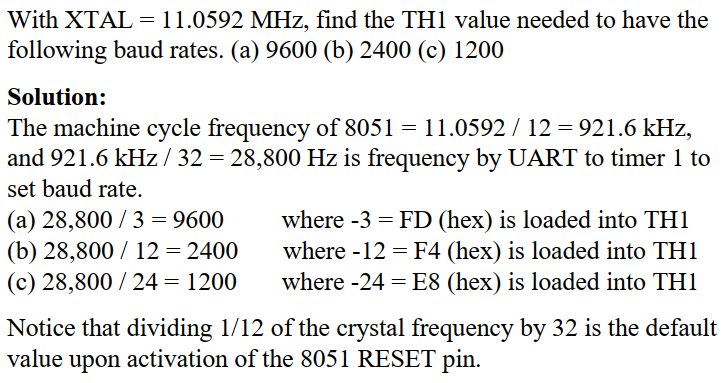 With XTAL = 11.0592 MHz, find the TH1 value needed to have the
following baud rates. (a) 9600 (b) 2400 (c) 1200
Solution:
The machine cycle frequency of 8051 = 11.0592 / 12 = 921.6 kHz,
and 921.6 kHz / 32 = 28,800 Hz is frequency by UART to timer 1 to
set baud rate.
(a) 28,800 / 3 = 9600 where -3 = FD (hex) is loaded into TH1
(b) 28,800 / 12 = 2400 where -12 = F4 (hex) is loaded into TH1
(c) 28,800 / 24 = 1200 where -24 = E8 (hex) is loaded into TH1
Notice that dividing 1/12 of the crystal frequency by 32 is the default
value upon activation of the 8051 RESET pin.